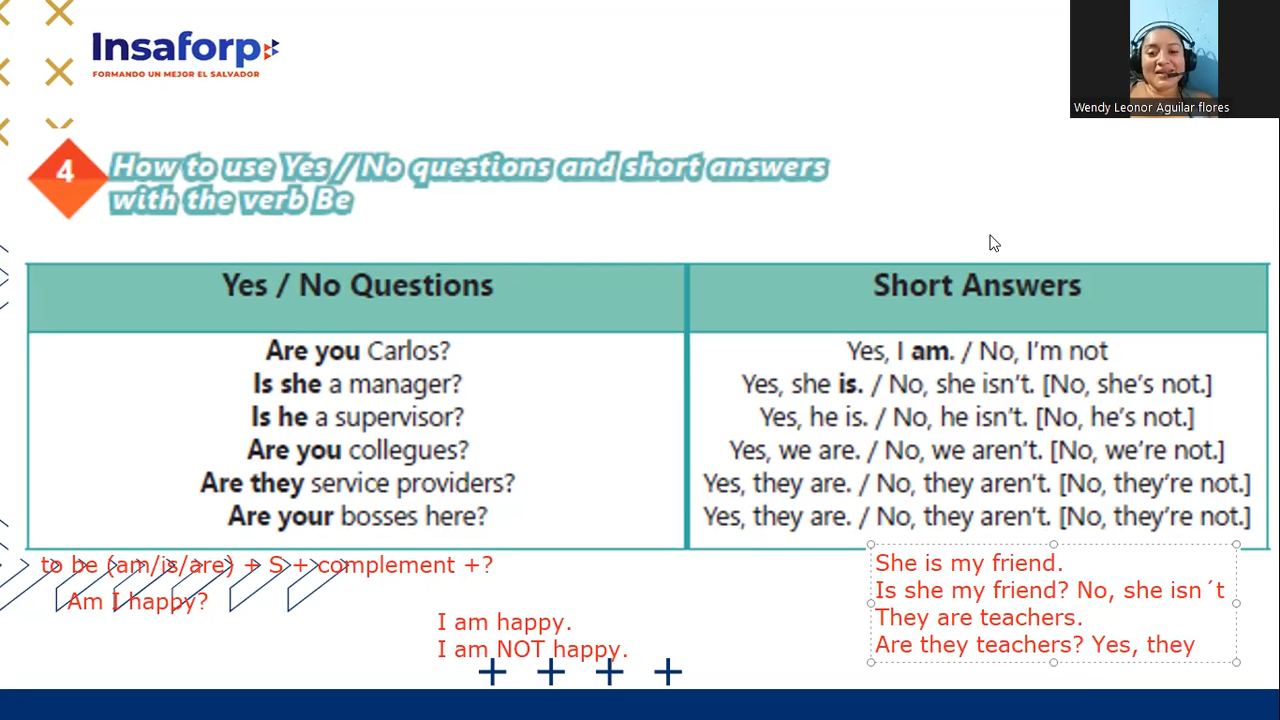 Insaforp
FORMANDO UN MEJOR EL SALVADOR
Wendy Leonor Aguilar flores
4
How to use Yes / No questions and short answers
with the verb Be
Yes / No Questions
Short Answers
Are you Carlos?
Yes, I am. / No, I'm not
Is she a manager?
Yes, she is. / No, she isn't. [No, she's not.]
Is he a supervisor?
Yes, he is. / No, he isn't. [No, he's not.]
Are you collegues?
Yes, we are. / No, we aren't. [No, we're not.]
Are they service providers?
Yes, they are. / No, they aren't. [No, they're not.]
Are your bosses here?
Yes, they are. / No, they aren't. [No, they're not.]
to be (am/is/are) + S + complement +?
Am I happy?
I am happy.
I am NOT happy.
She is my friend.
Is she my friend? No, she isn´t
They are teachers.
Are they teachers? Yes, they